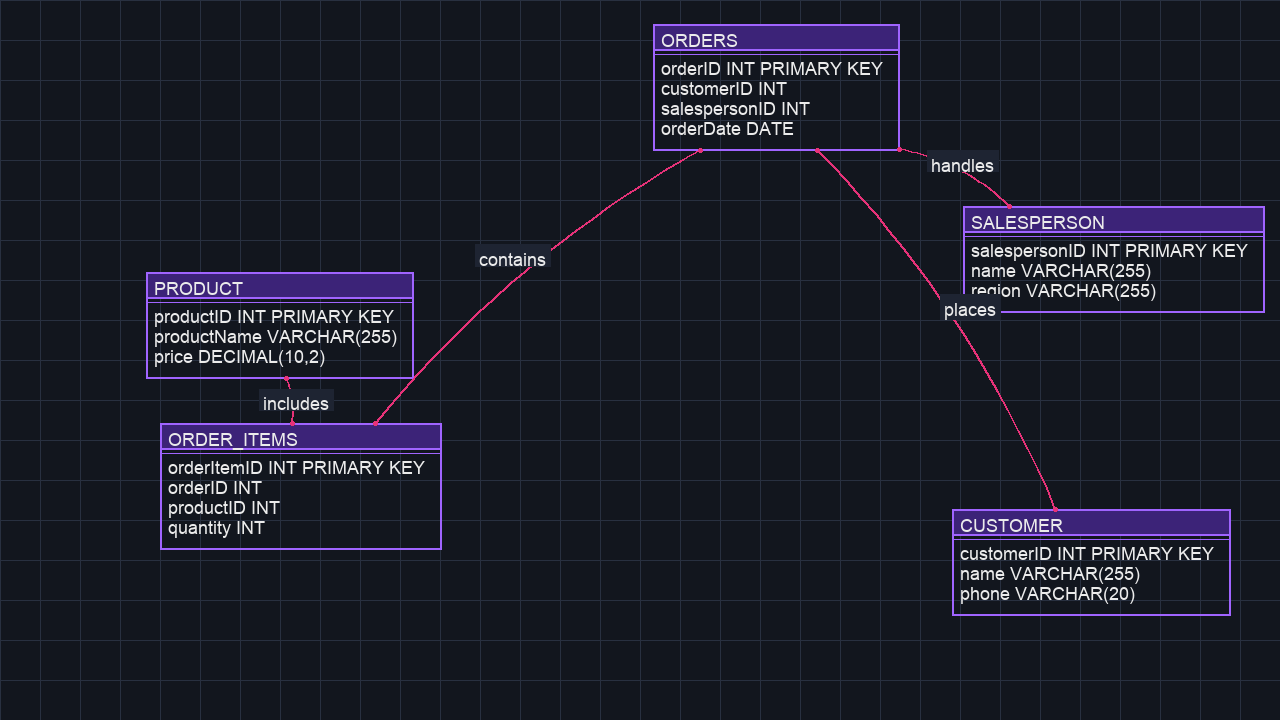 ORDERS
orderID INT PRIMARY KEY
customerID INT
salespersonID INT
orderDate DATE
handles
SALESPERSON
salespersonID INT PRIMARY KEY
name VARCHAR(255)
region VARCHAR(255)
contains
PRODUCT
productID INT PRIMARY KEY
productName VARCHAR(255)
price DECIMAL(10,2)
places
includes
ORDER_ITEMS
orderItemID INT PRIMARY KEY
orderID INT
productID INT
quantity INT
CUSTOMER
customerID INT PRIMARY KEY
name VARCHAR(255)
phone VARCHAR(20)